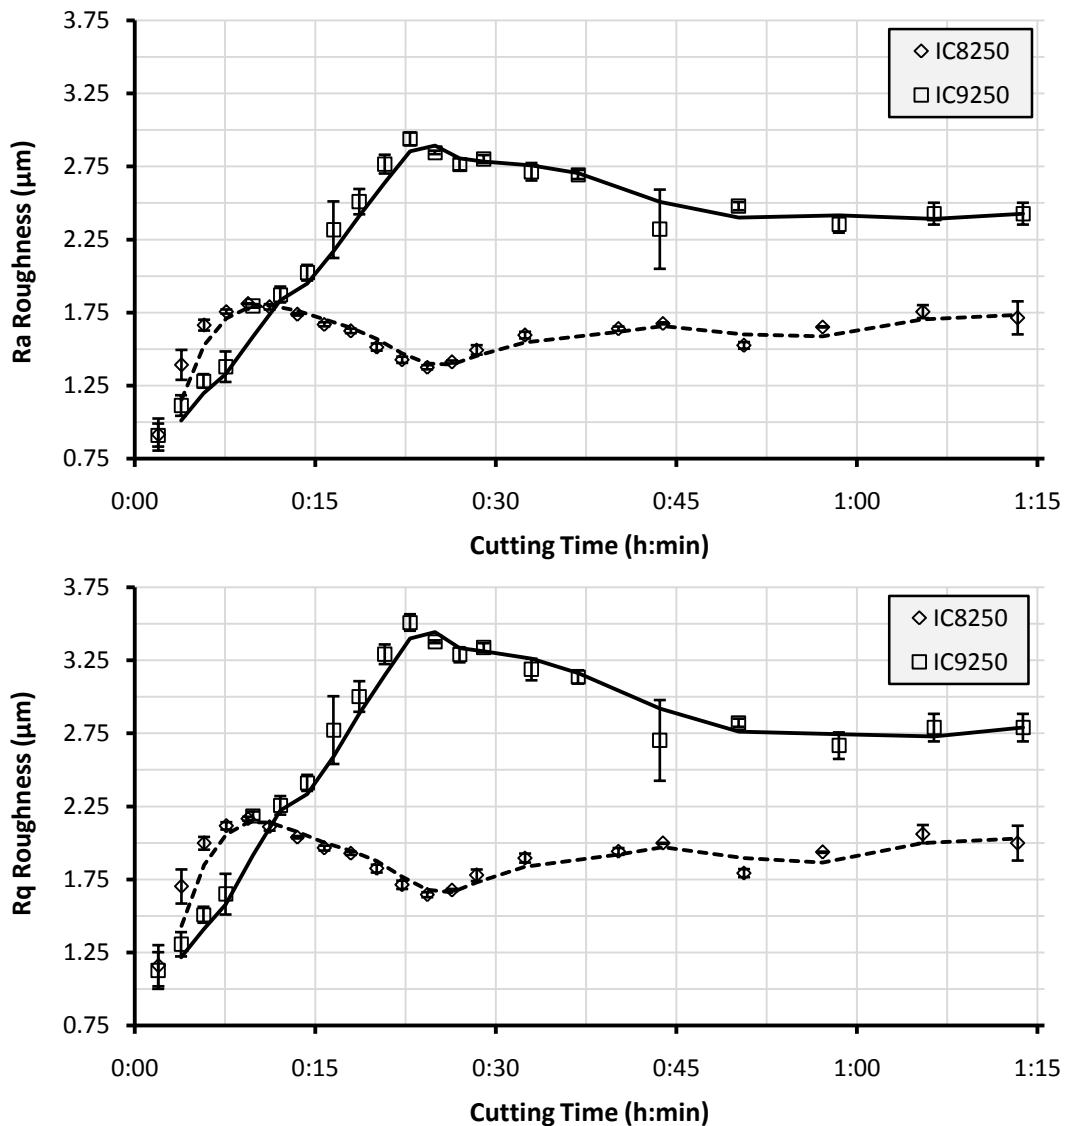 3.75
3.25
2.75
2.25
1.75
1.25
0.75
Ra Roughness (µm)
IC8250
IC9250
0:00 0:15 0:30 0:45 1:00 1:15
Cutting Time (h:min)
3.75
3.25
2.75
2.25
1.75
1.25
0.75
Rq Roughness (µm)
IC8250
IC9250
0:00 0:15 0:30 0:45 1:00 1:15
Cutting Time (h:min)